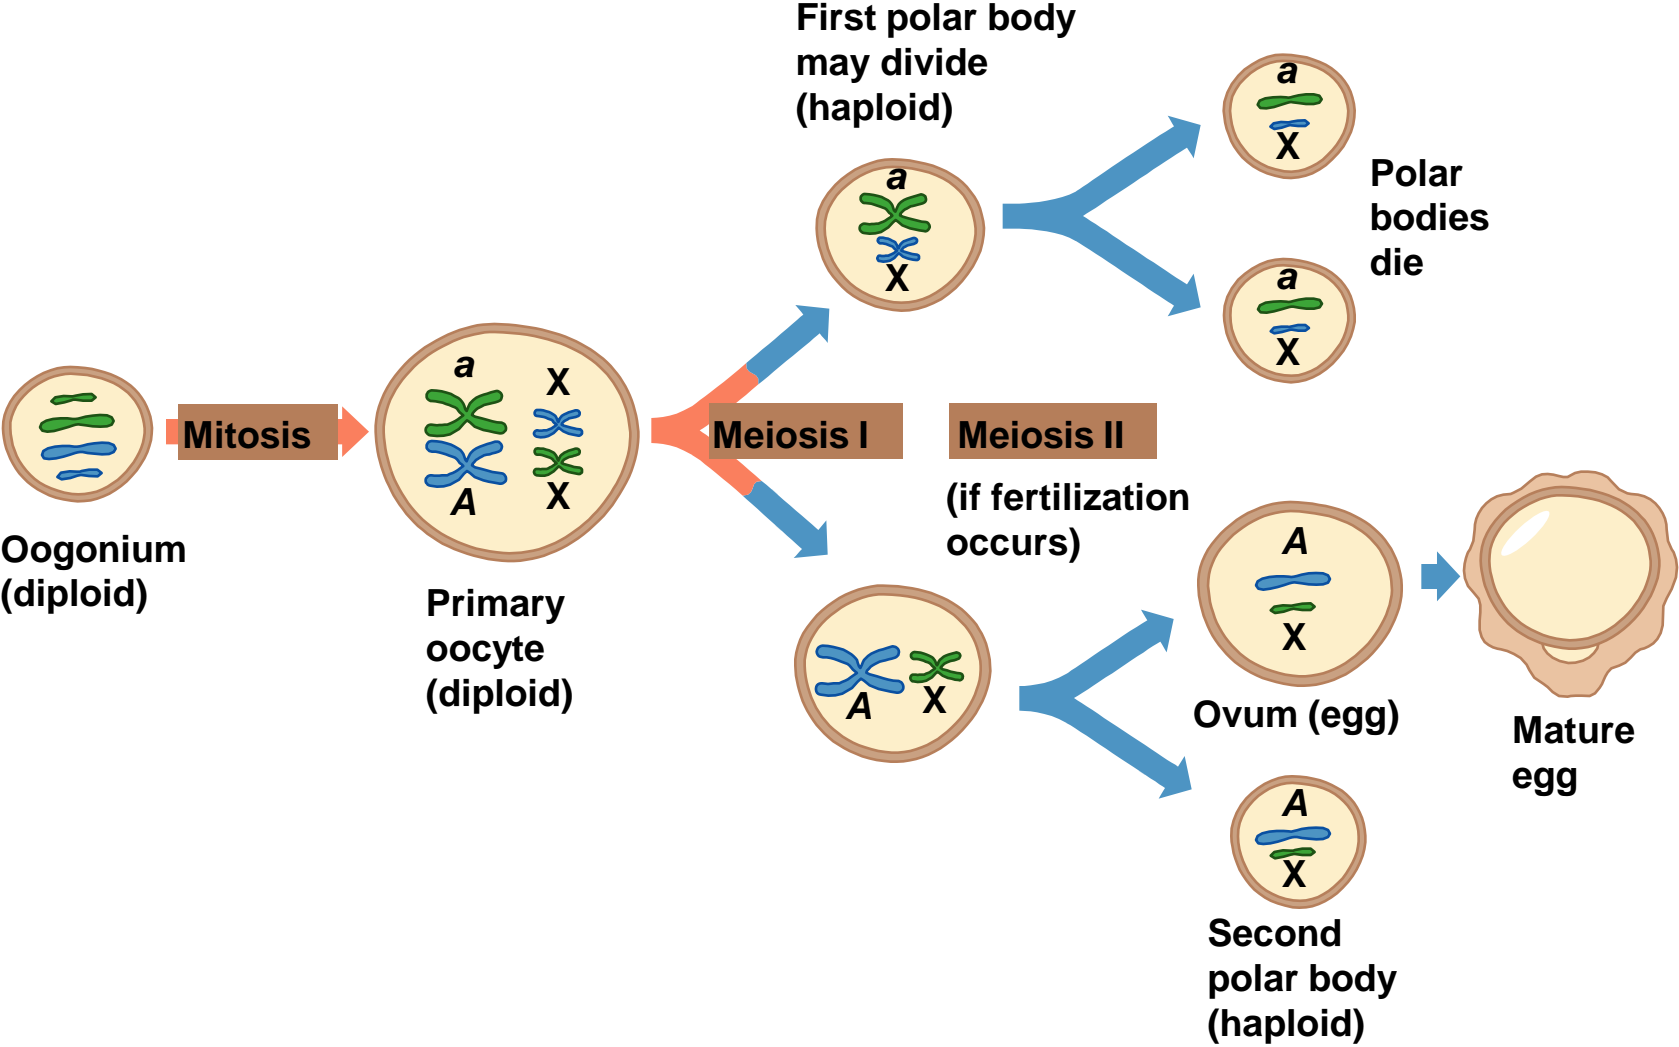 First polar body
may divide
(haploid)
a
X
Polar
bodies
die
a
X
a
X
a
X
A
X
Mitosis
Meiosis I
Meiosis II
(if fertilization
occurs)
Oogonium
(diploid)
Primary
oocyte
(diploid)
A
X
A
X
Ovum (egg)
Mature
egg
A
X
Second
polar body
(haploid)